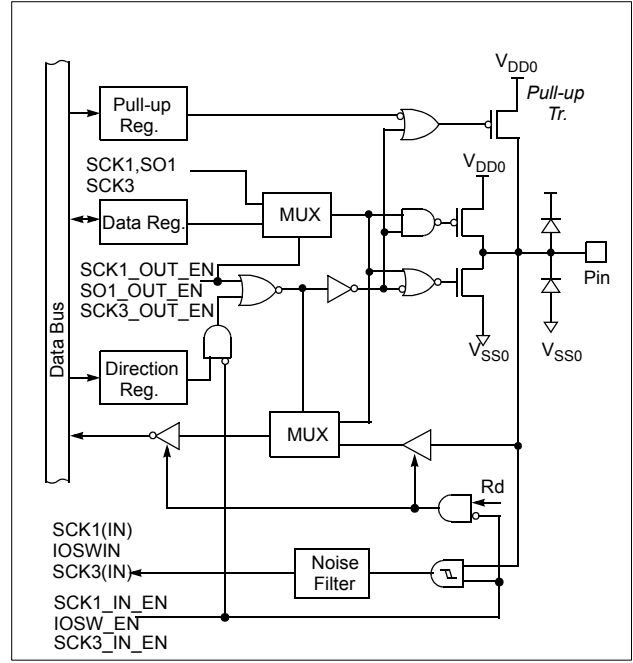 VDD0
Pull-up
Tr.
Pull-up
Reg.
VDD0
SCK1,SO1
SCK3
MUX
Data Reg.
SCK1_OUT_EN
SO1_OUT_EN
SCK3_OUT_EN
Pin
Data Bus
VSS0
VSS0
Direction
Reg.
MUX
Rd
SCK1(IN)
IOSWIN
SCK3(IN)
Noise
Filter
SCK1_IN_EN
IOSW_EN
SCK3_IN_EN